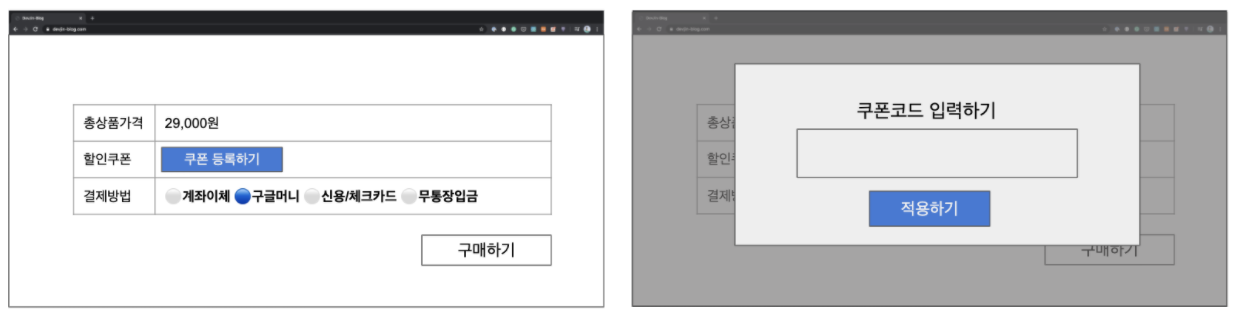 총상품가격 29,000원
할인쿠폰 쿠폰 등록하기
결제방법 계좌이체 구글머니 신용/체크카드 무통장입금
구매하기
쿠폰코드 입력하기
총상
할인
결제
적용하기
구매하기